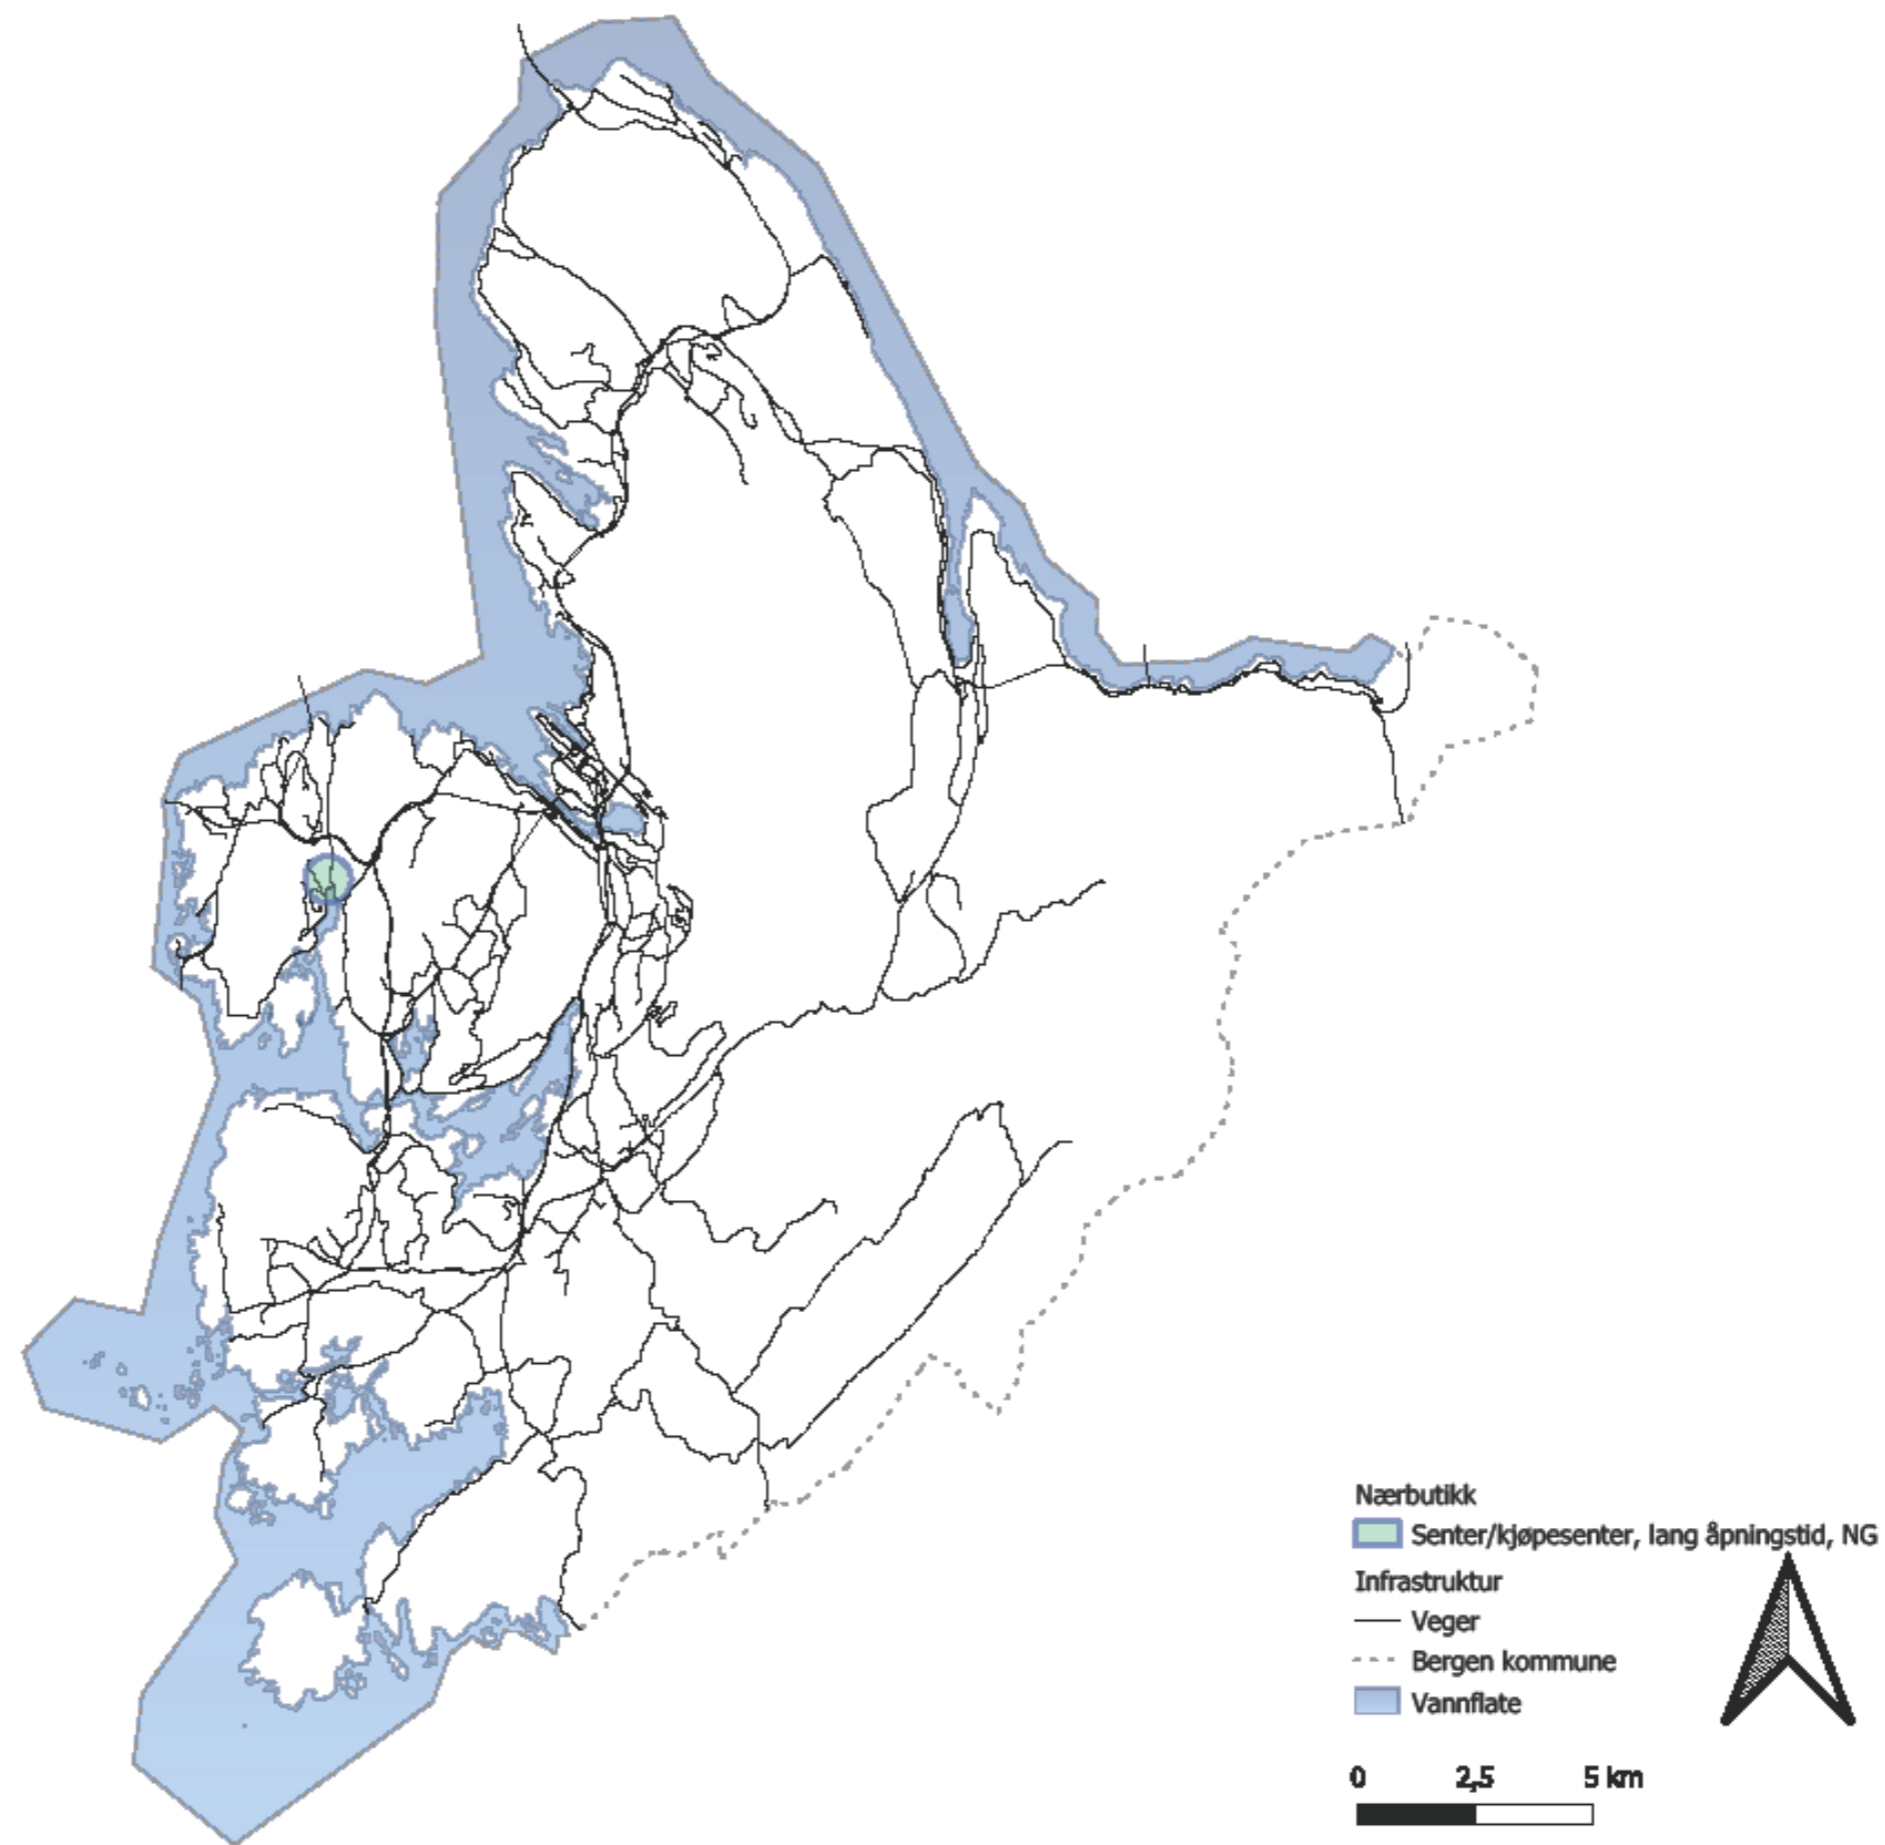 Nærbutikk
Senter/kjøpesenter, lang åpningstid, NG
Infrastruktur
Veger
Bergen kommune
Vannflate
0 2,5 5 km